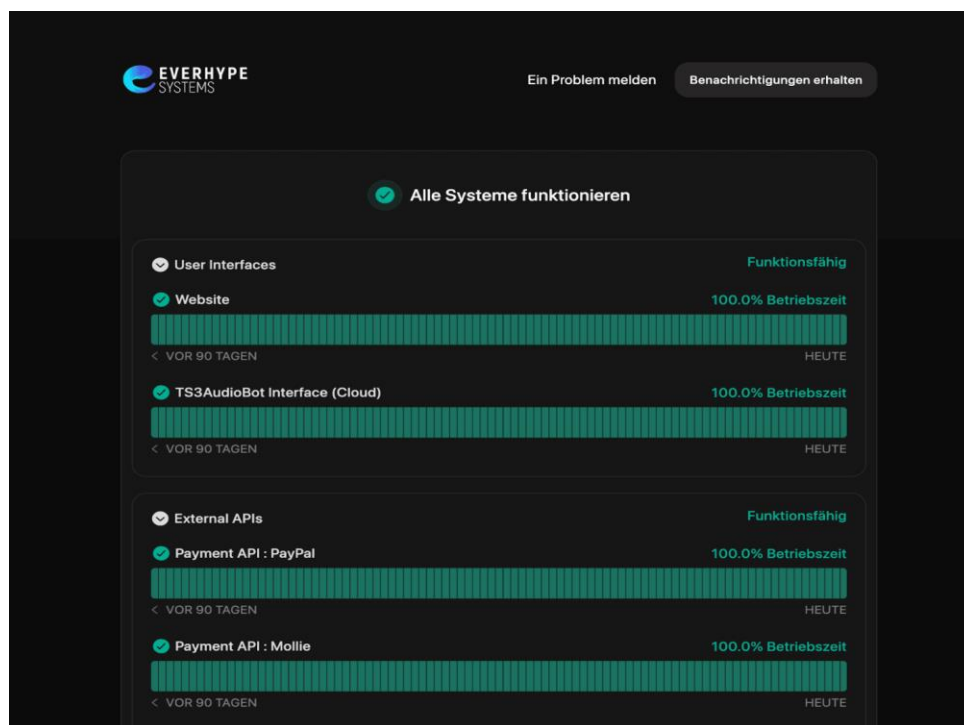 EVERHYPE
SYSTEMS
Ein Problem melden
Benachrichtigungen erhalten
Alle Systeme funktionieren
User Interfaces
Funktionsfähig
Website
100.0% Betriebszeit
< VOR 90 TAGEN
HEUTE
TS3AudioBot Interface (Cloud)
100.0% Betriebszeit
< VOR 90 TAGEN
HEUTE
External APIs
Funktionsfähig
Payment API : PayPal
100.0% Betriebszeit
< VOR 90 TAGEN
HEUTE
Payment API : Mollie
100.0% Betriebszeit
< VOR 90 TAGEN
HEUTE